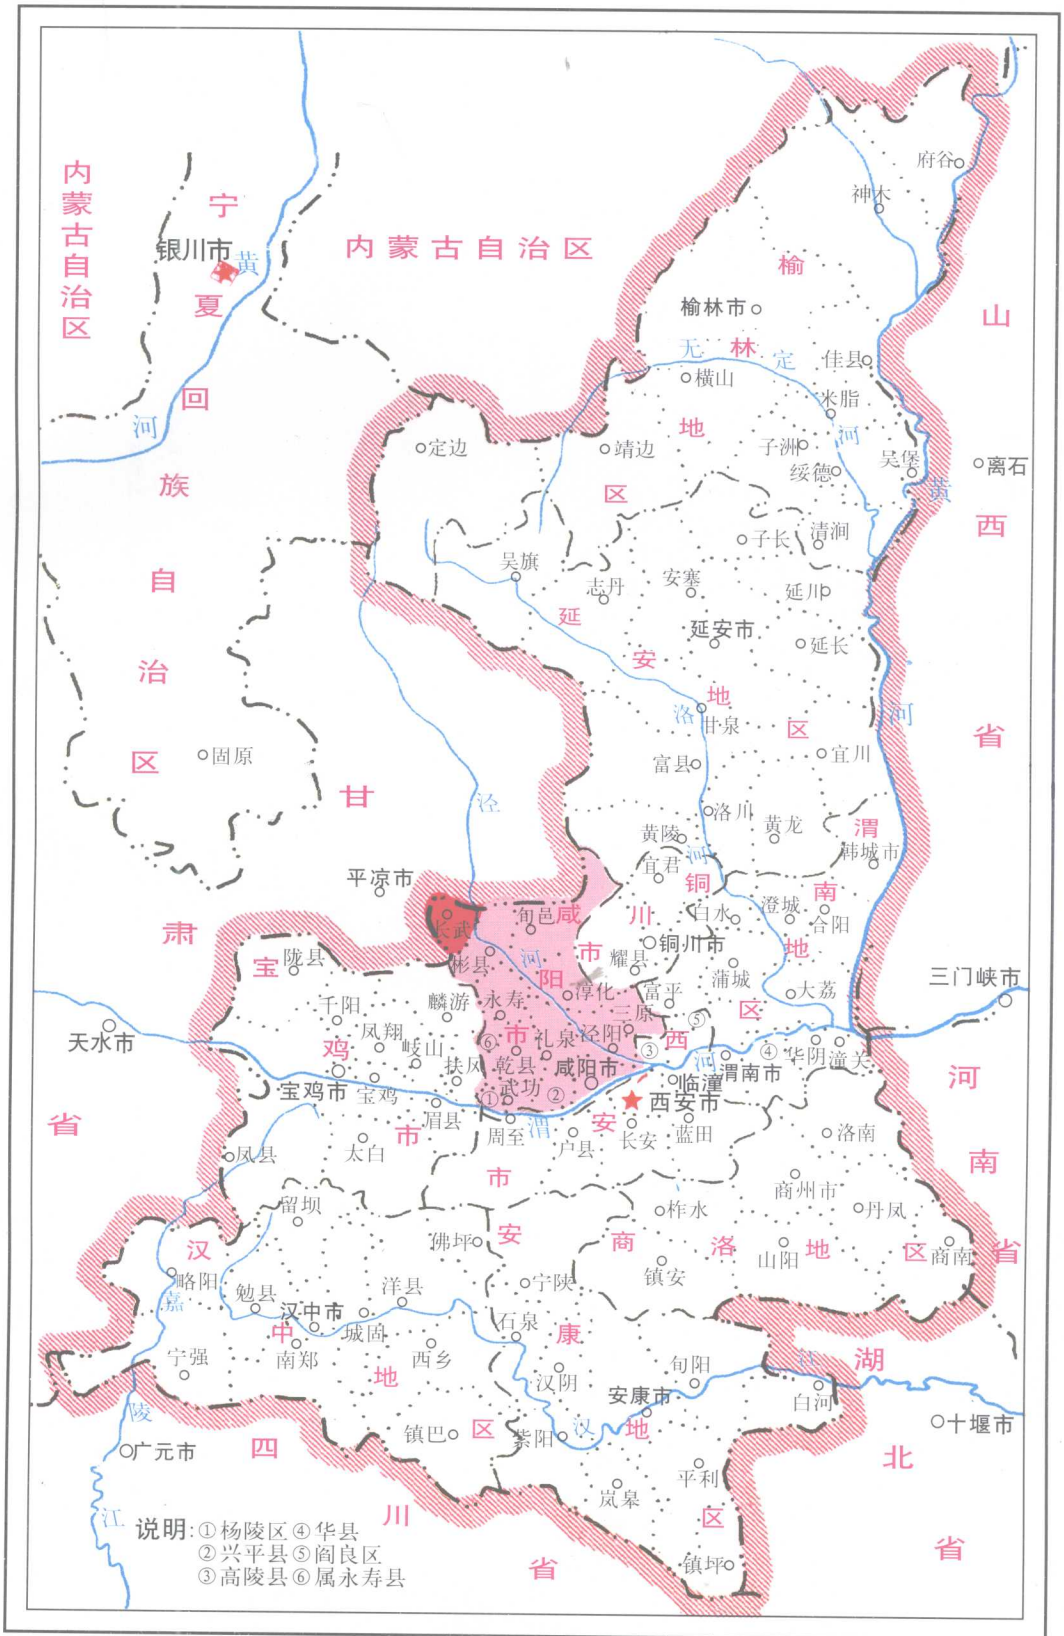 内蒙古自治区
宁夏回族自治区
银川市
黄
河
内蒙古自治区
府谷
神木
榆林地区
榆林市
无定河
横山
佳县
米脂
定边
靖边
子洲
绥德
吴堡
黄
河
离石
山西省
子长
清涧
吴旗
志丹
安塞
延川
延安地区
延安市
延长
洛
河
甘泉
富县
宜川
固原
洛川
黄陵
黄龙
渭南地区
韩城市
甘肃省
泾
河
平凉市
宜君
铜川市
长武
旬邑
咸阳市
白水
澄城
合阳
铜川市
彬县
耀县
蒲城
宝鸡市
陇县
淳化
富平
大荔
三门峡市
千阳
麟游
永寿
三原
⑤
天水市
凤翔
岐山
⑥
礼泉
泾阳
③
西安市
河
④
华阴
潼关
扶风
乾县
咸阳市
临潼
渭南市
宝鸡市
宝鸡
武功
①
②
西安市
河南省
眉县
渭
周至
户县
长安
蓝田
洛南
凤县
太白
商州市
丹凤
留坝
柞水
汉中地区
佛坪
安康地区
商洛地区
商南
镇安
山阳
略阳
嘉陵江
勉县
洋县
宁陕
汉中市
城固
石泉
宁强
南郑
西乡
汉阴
旬阳
江
湖北省
白河
安康市
汉
十堰市
镇巴
紫阳
广元市
四川省
平利
岚皋
镇坪
说明:①杨陵区④华县
②兴平县⑤阎良区
③高陵县⑥属永寿县